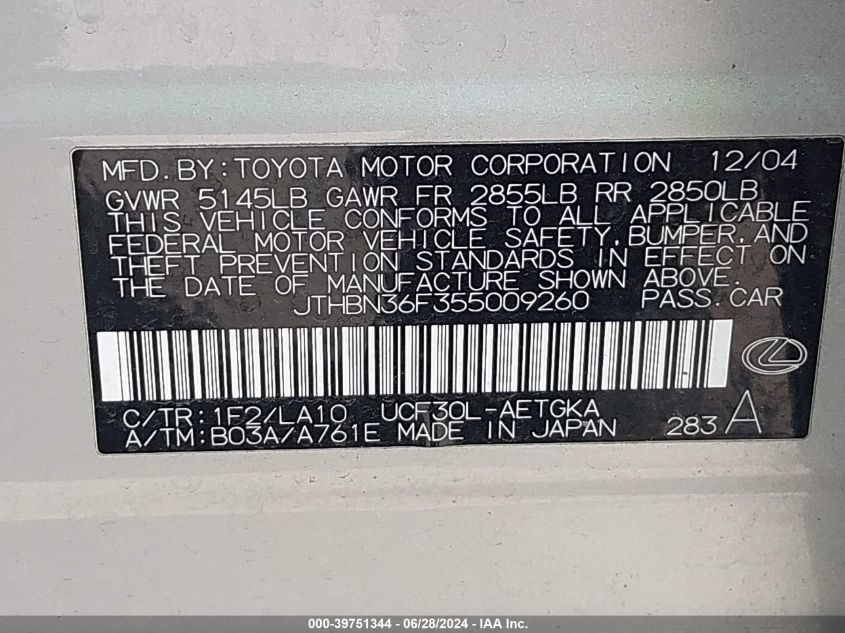 MFD.BY:TOYOTA MOTOR CORPORATION 12/04
GVWR 5145LB GAWR FR 2855LB RR 2850LB
THIS VEHICLE CONFORMS TO ALL APPLICABLE
FEDERAL MOTOR VEHICLE SAFETY,BUMPER,AND
THEFT PREVENTION STANDARDS IN EFFECT ON
THE DATE OF MANUFACTURE SHOWN ABOVE.
JTHBN36F355009260 PASS.CAR
C/TR:1F2/LA10 UCF30L-AETGKA
A/TM:B03A/A761E MADE IN JAPAN 283 A
000-39751344 - 06/28/2024 - IAA Inc.